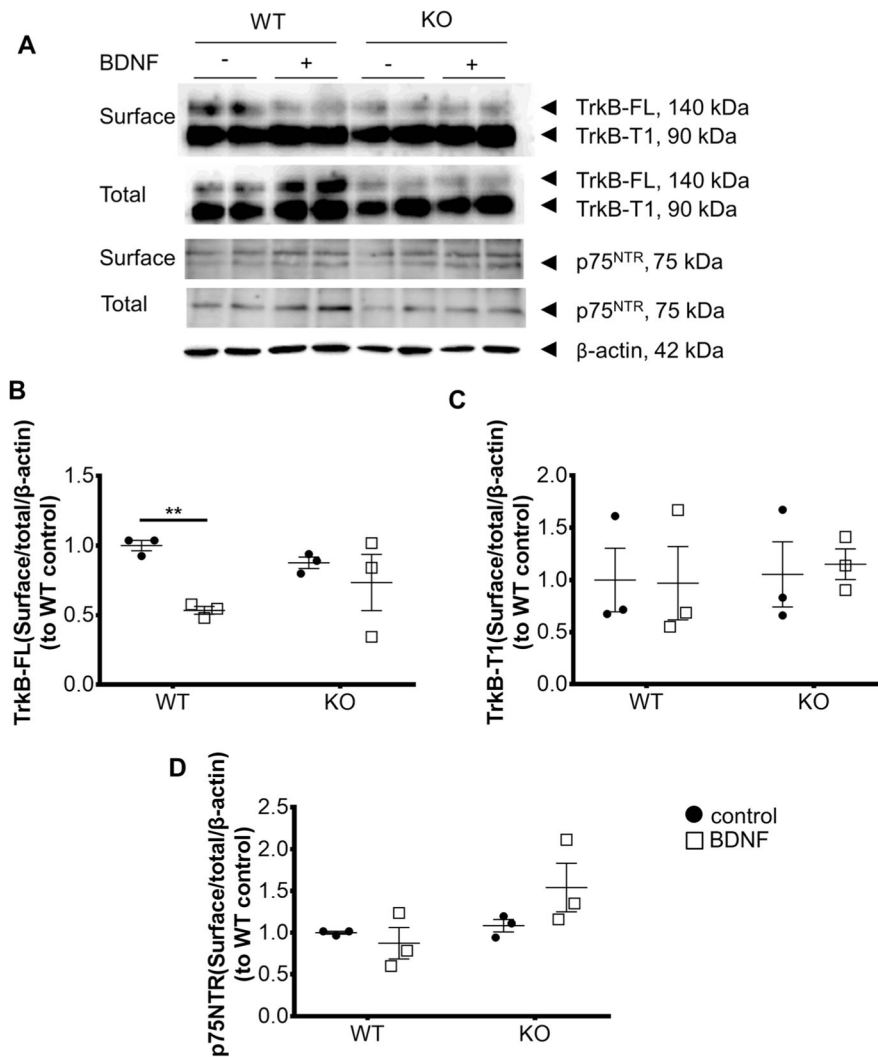 A
WT KO
BDNF - + - +
Surface
TrkB-FL, 140 kDa
TrkB-T1, 90 kDa
Total
TrkB-FL, 140 kDa
TrkB-T1, 90 kDa
Surface
p75NTR, 75 kDa
Total
p75NTR, 75 kDa
β-actin, 42 kDa
B
TrkB-FL(Surface/total/β-actin)
(to WT control)
1.5
1.0
0.5
0.0
**
WT KO
C
TrkB-T1(Surface/total/β-actin)
(to WT control)
2.0
1.5
1.0
0.5
0.0
WT KO
D
p75NTR(Surface/total/β-actin)
(to WT control)
2.5
2.0
1.5
1.0
0.5
0.0
WT KO
control
BDNF